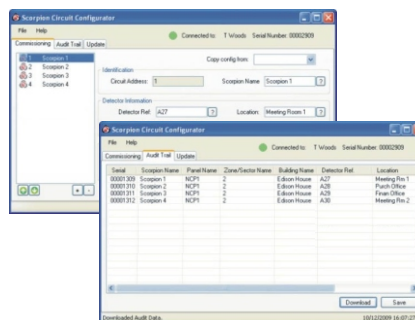 Scorpion Circuit Configurator
File Help
Connected to: T Woods Serial Number: 00002909
Commissioning Audit Trail Update
1 Scorpion 1
2 Scorpion 2
3 Scorpion 3
4 Scorpion 4
Copy config from:
Identification
Circuit Address: 1 Scorpion Name: Scorpion 1 ?
Detector Information
Detector Ref: A27 ? Location: Meeting Room 1 ?
Scorpion Circuit Configurator
File Help
Connected to: T Woods Serial Number: 00002909
Commissioning Audit Trail Update
Serial Scorpion Name Panel Name Zone/Sector Name Building Name Detector Ref Location
00001309 Scorpion 1 NCP1 2 Edison House A27 Meeting Rm 1
00001310 Scorpion 2 NCP1 2 Edison House A28 Purch Office
00001311 Scorpion 3 NCP1 2 Edison House A29 Finan Office
00001312 Scorpion 4 NCP1 2 Edison House A30 Meeting Rm 2
Download Save
Downloaded Audit Data. 10/12/2009 16:07:27